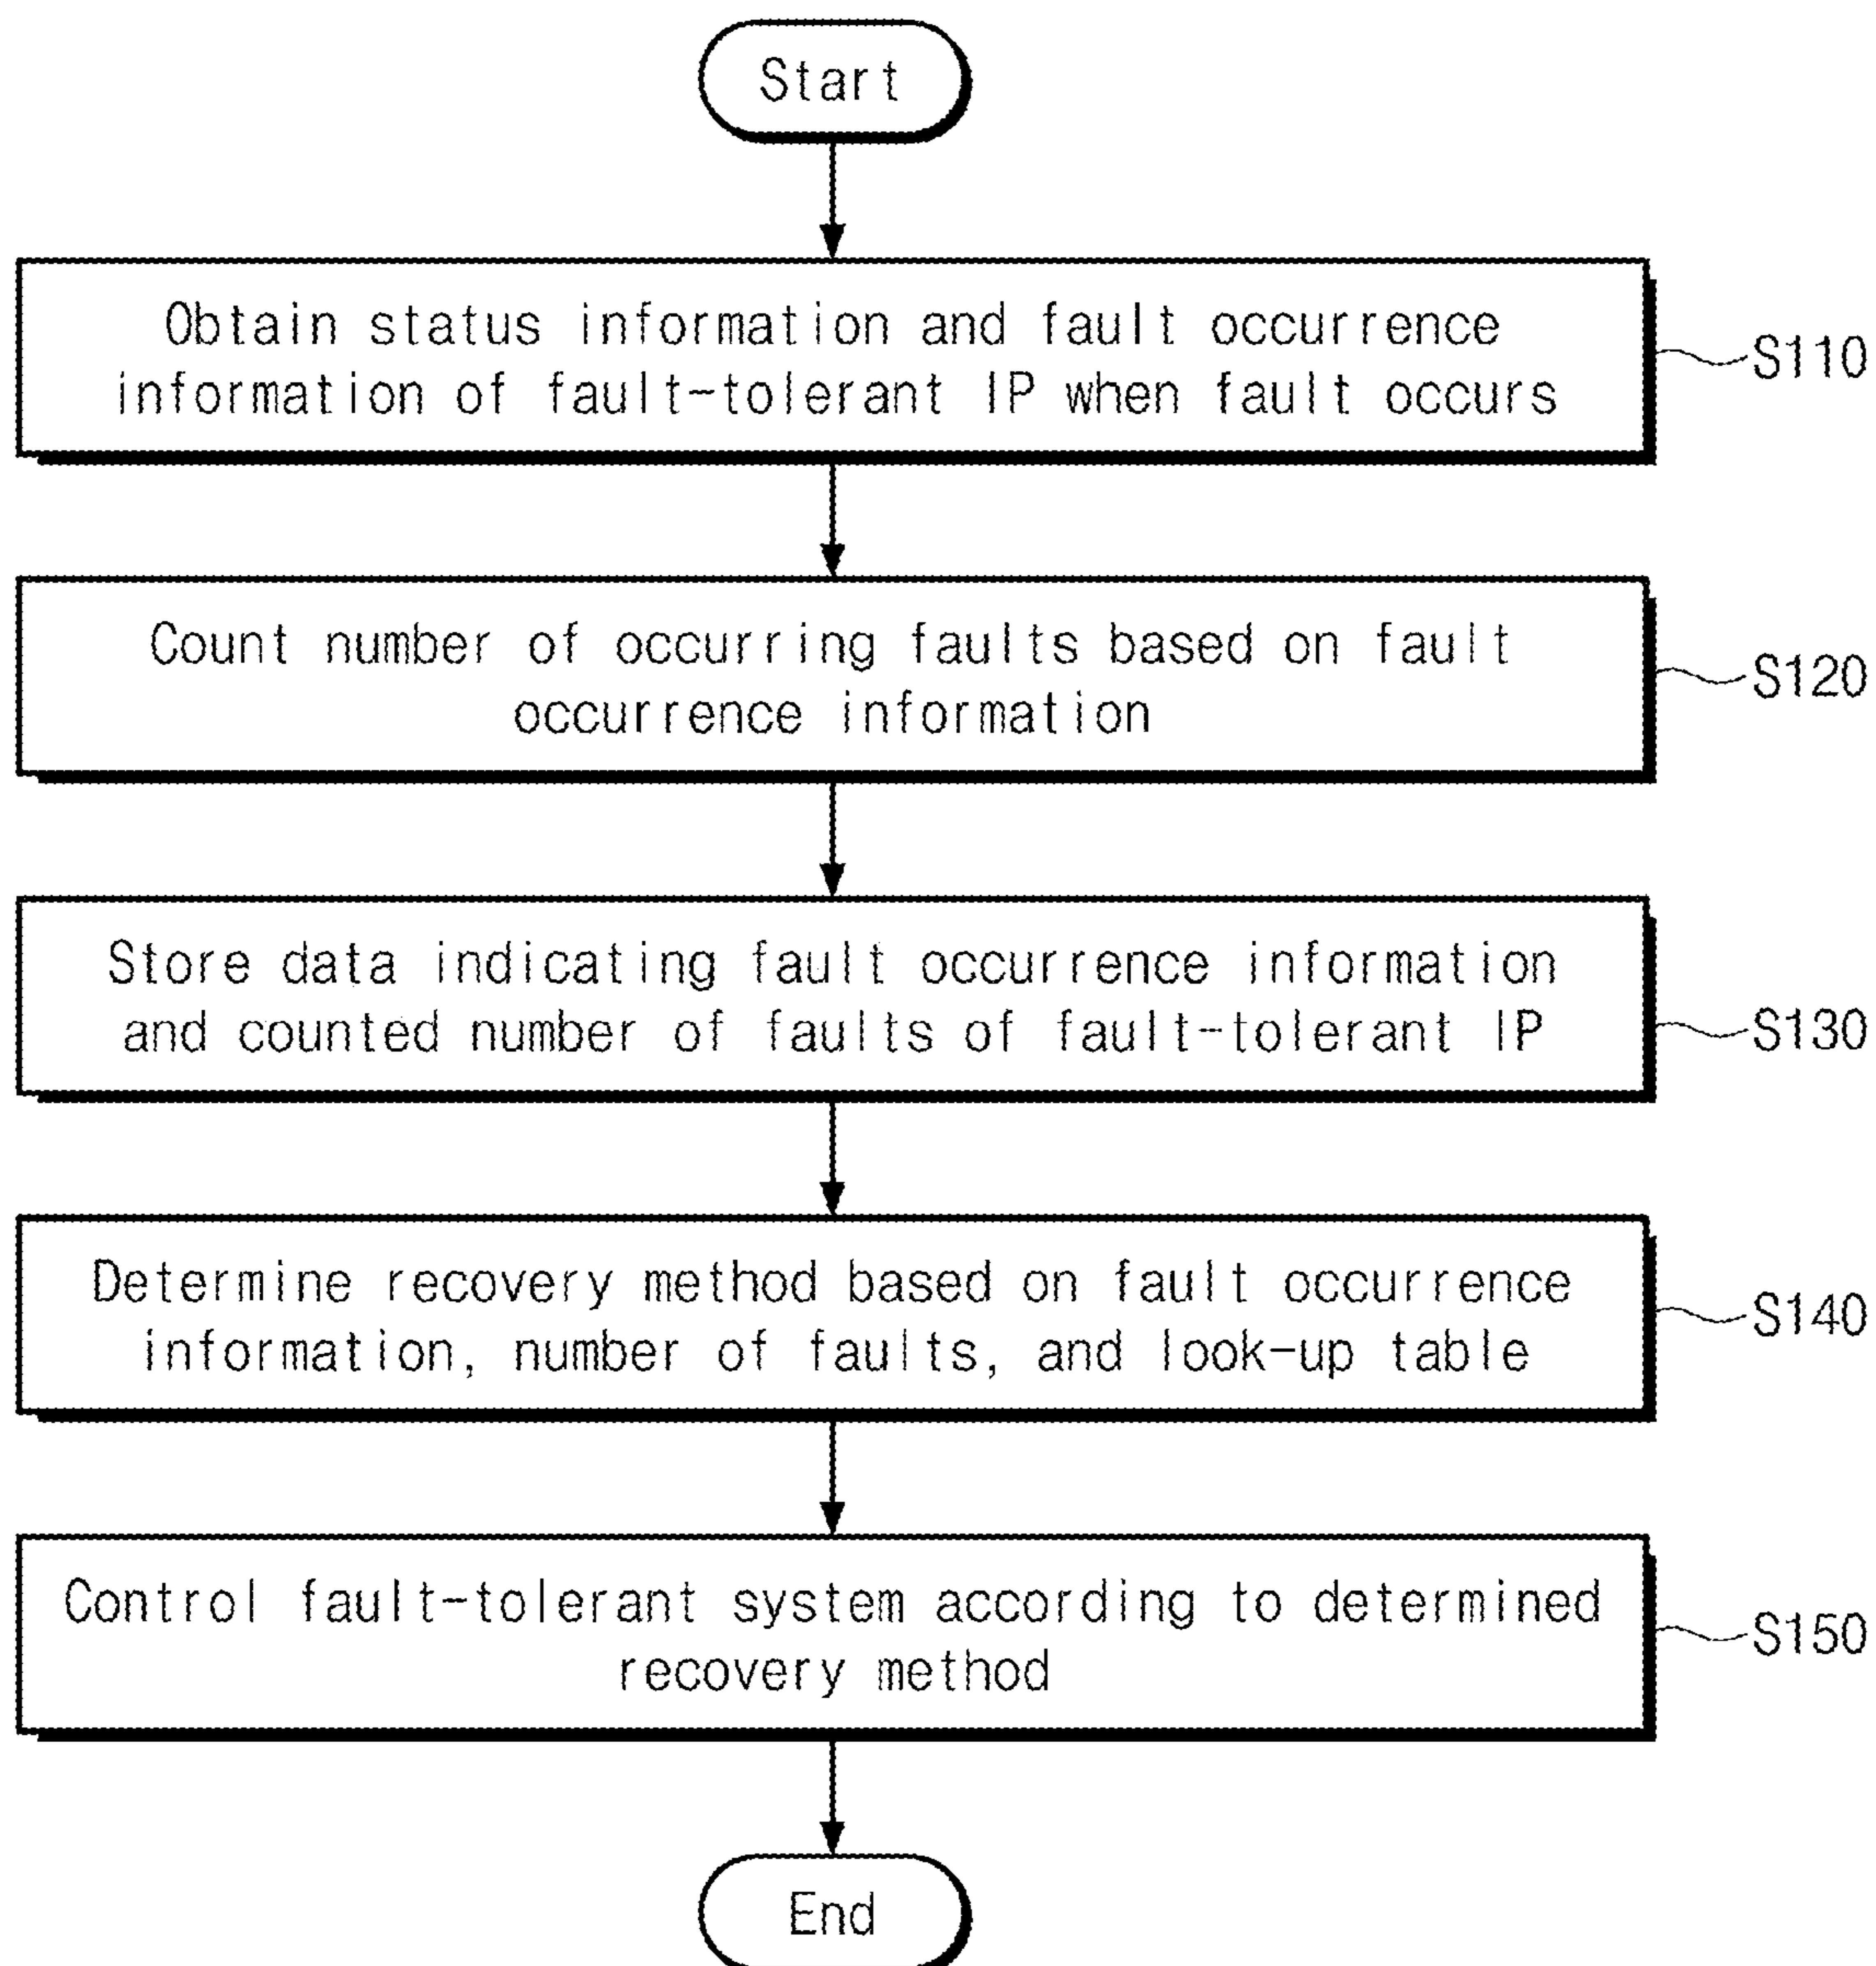 Start
Obtain status information and fault occurrence
information of fault-tolerant IP when fault occurs
S110
Count number of occurring faults based on fault
occurrence information
S120
Store data indicating fault occurrence information
and counted number of faults of fault-tolerant IP
S130
Determine recovery method based on fault occurrence
information, number of faults, and look-up table
S140
Control fault-tolerant system according to determined
recovery method
S150
End